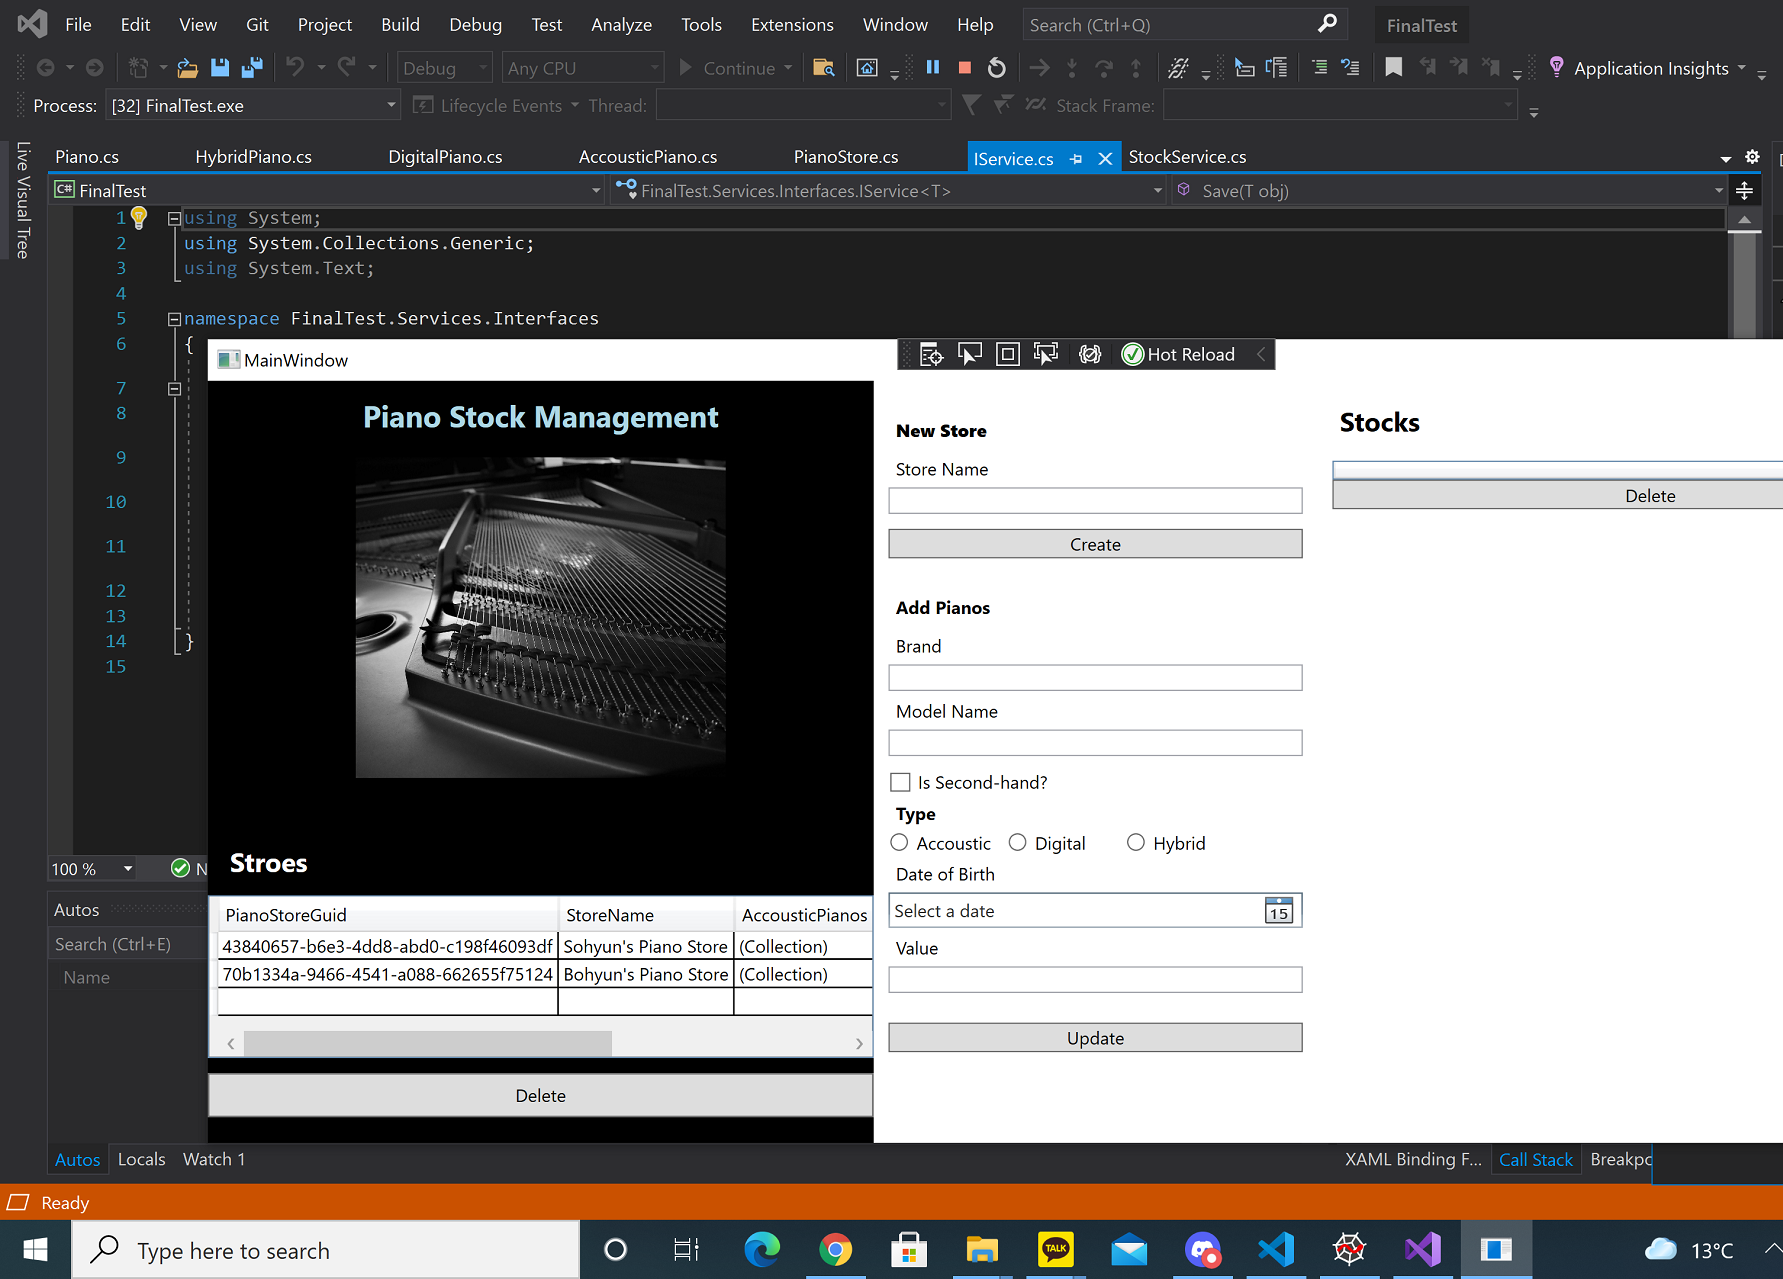 File Edit View Git Project Build Debug Test Analyze Tools Extensions Window Help Search (Ctrl+Q) FinalTest
Debug Any CPU Continue Application Insights
Process: [32] FinalTest.exe Lifecycle Events Thread: Stack Frame:
Live Visual Tree
Piano.cs HybridPiano.cs DigitalPiano.cs AccousticPiano.cs PianoStore.cs IService.cs StockService.cs
C# FinalTest FinalTest.Services.Interfaces.IService<T> Save(T obj)
1 using System;
2 using System.Collections.Generic;
3 using System.Text;
4
5 namespace FinalTest.Services.Interfaces
6 {
7
8
9
10
11
12
13
14 }
15
MainWindow
Hot Reload
Piano Stock Management
Stroes
PianoStoreGuid StoreName AccousticPianos
43840657-b6e3-4dd8-abd0-c198f46093df Sohyun's Piano Store (Collection)
70b1334a-9466-4541-a088-662655f75124 Bohyun's Piano Store (Collection)
Delete
New Store
Store Name
Create
Add Pianos
Brand
Model Name
Is Second-hand?
Type
Accoustic Digital Hybrid
Date of Birth
Select a date 15
Value
Update
Stocks
Delete
100 % N
Autos
Search (Ctrl+E)
Name
Autos Locals Watch 1
XAML Binding F... Call Stack Breakpo
Ready
Type here to search
TALK
13°C